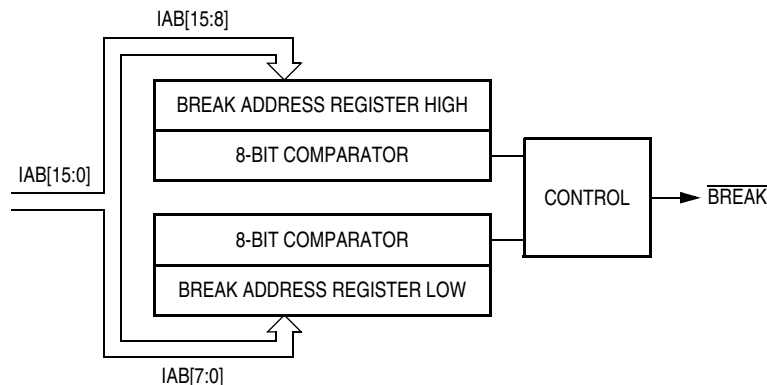 IAB[15:8]
BREAK ADDRESS REGISTER HIGH
8-BIT COMPARATOR
IAB[15:0]
CONTROL
BREAK
8-BIT COMPARATOR
BREAK ADDRESS REGISTER LOW
IAB[7:0]